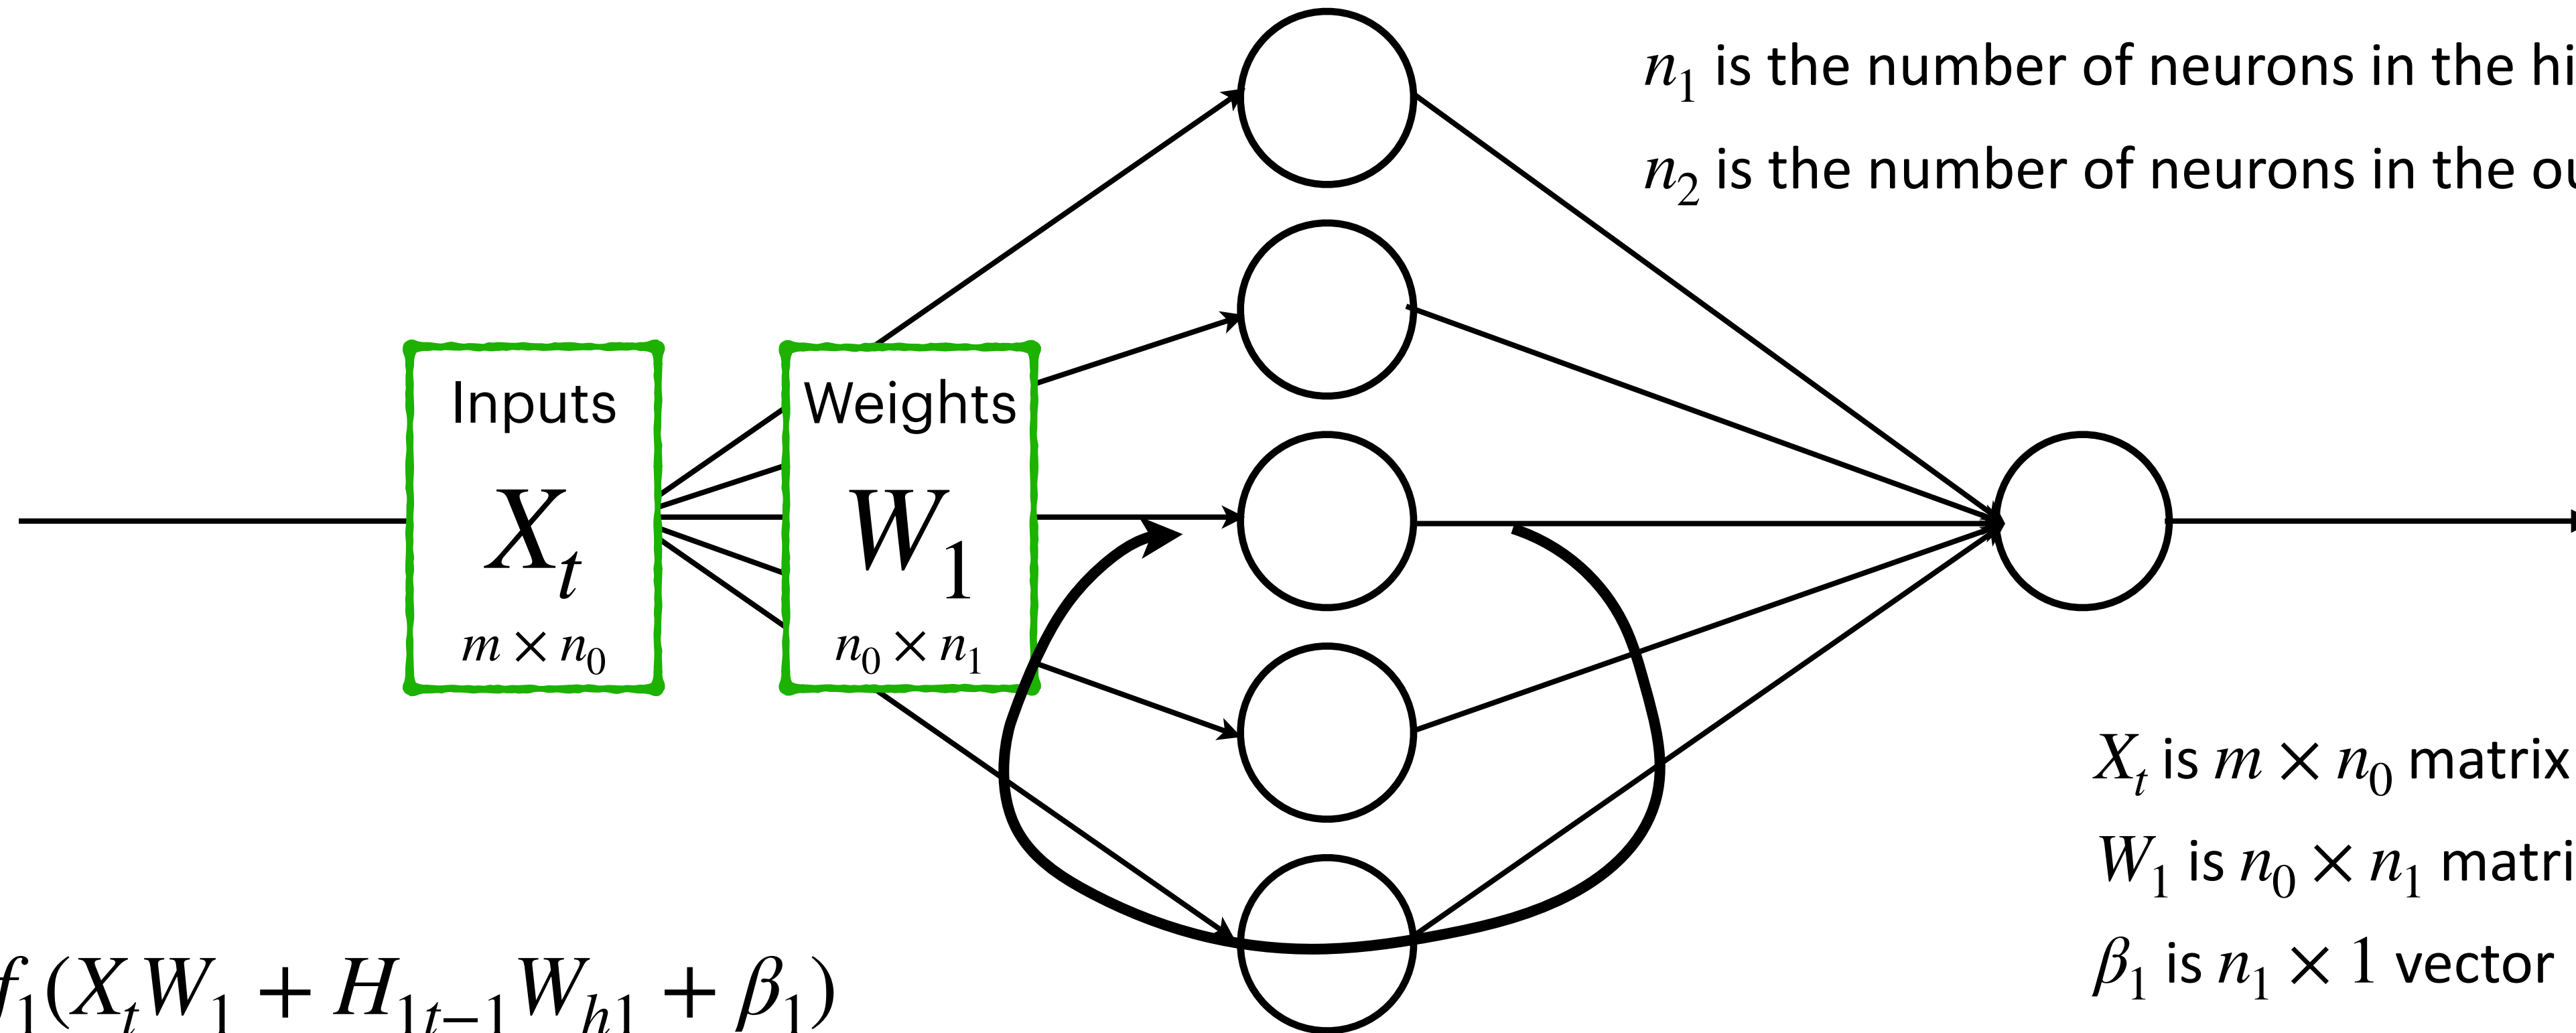 n₁ is the number of neurons in the hi
n₂ is the number of neurons in the ou
Inputs
Xₜ
m × n₀
Weights
W₁
n₀ × n₁
Xₜ is m × n₀ matrix
W₁ is n₀ × n₁ matri
β₁ is n₁ × 1 vector
f₁(XₜW₁ + H₁ₜ₋₁Wₕ₁ + β₁)